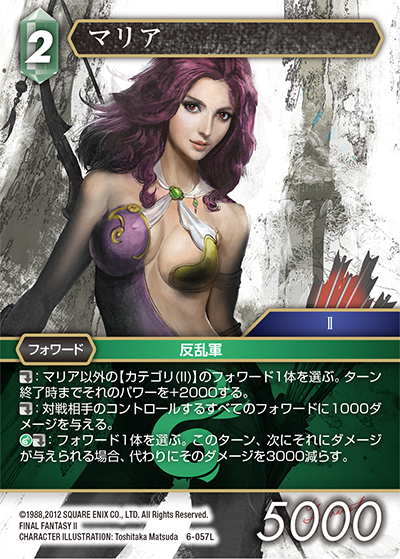 2
マリア
II
フォワード
反乱軍
：マリア以外の【カテゴリ(II)】のフォワード1体を選ぶ。ターン
終了時までそれのパワーを+2000する。
：対戦相手のコントロールするすべてのフォワードに1000ダ
メージを与える。
：フォワード1体を選ぶ。このターン、次にそれにダメージ
が与えられる場合、代わりにそのダメージを3000減らす。
©1988,2012 SQUARE ENIX CO., LTD. All Rights Reserved.
FINAL FANTASY II
CHARACTER ILLUSTRATION: Toshitaka Matsuda
6-057L
5000